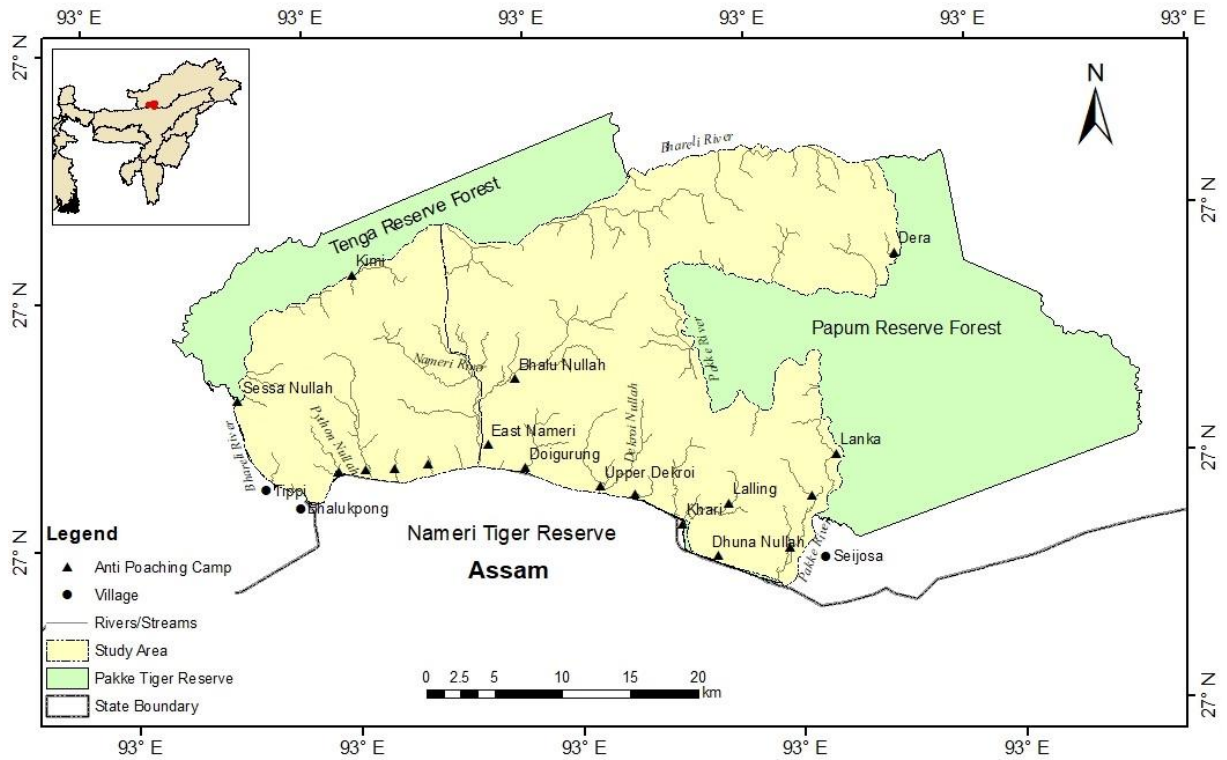 93° E 93° E 93° E 93° E 93° E 93° E
27° N
27° N
27° N
27° N
27° N
27° N
27° N
N
Bhareli River
Tenga Reserve Forest
Kimi
Dera
Papum Reserve Forest
Pakke River
Nameri River
Bhalu Nullah
Sessa Nullah
Python Nullah
Dekroi Nullah
East Nameri
Doigurung
Lanka
Bhareli River
Tippi
Upper Dekroi
Lalling
Bhalukpong
Khari
Nameri Tiger Reserve
Dhuna Nullah
Pakke River
Seijosa
Assam
Legend
Anti Poaching Camp
Village
Rivers/Streams
Study Area
Pakke Tiger Reserve
State Boundary
0 2.5 5 10 15 20
km
93° E 93° E 93° E 93° E 93° E